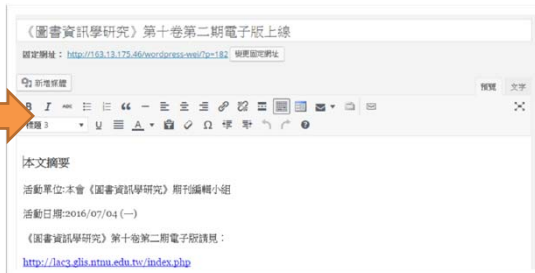 《圖書資訊學研究》第十卷第二期電子版上線
固定網址： http://163.13.175.46/wordpress-wei/?p=182 變更固定網址
新增媒體
預覽 文字
B I ABC
標題 3 U A Ω
本文摘要
活動單位:本會《圖書資訊學研究》期刊編輯小組
活動日期:2016/07/04 (一)
《圖書資訊學研究》第十卷第二期電子版請見：
http://lac3.glis.ntnu.edu.tw/index.php